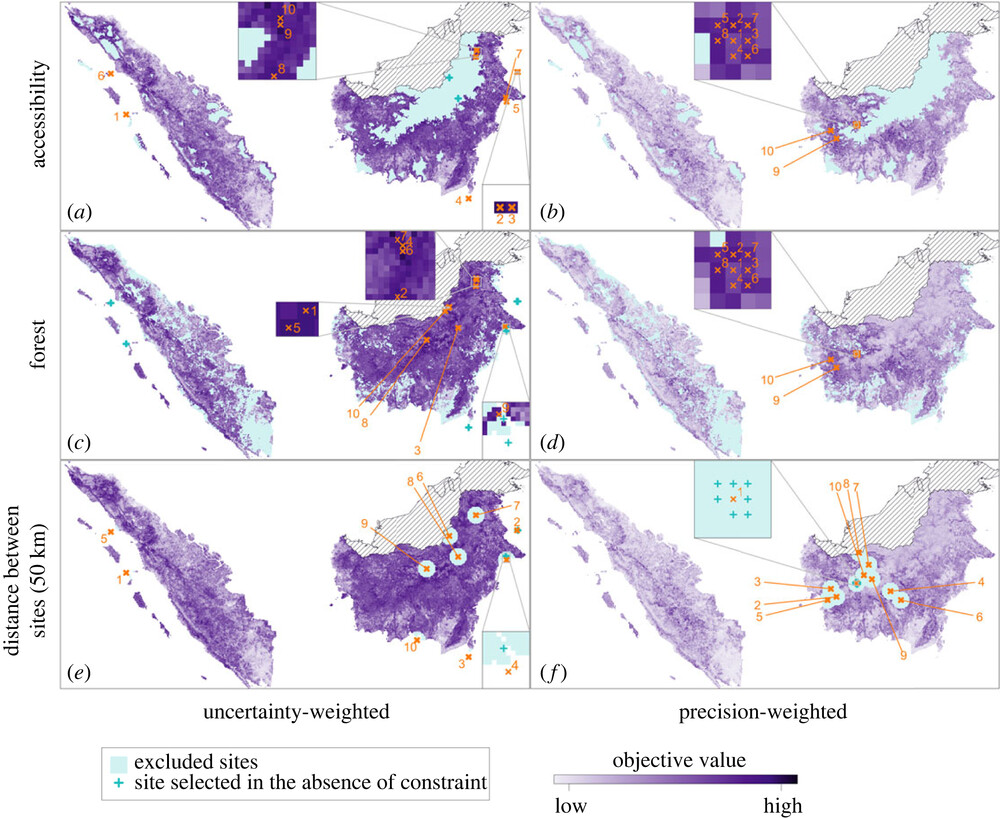 accessibility
10
9
8
6
1
7
5
4
2 3
(a)
5 2 7
8 1 3
4 6
10
9
(b)
forest
7
4
6
2
1
5
10
8
3
9
(c)
5 2 7
8 1 3
4 6
10
9
(d)
distance between
sites (50 km)
6
8
9
7
2
5
1
10
3
4
(e)
1
10 8 7
3
2
5
4
6
9
(f)
uncertainty-weighted
precision-weighted
excluded sites
site selected in the absence of constraint
objective value
low
high